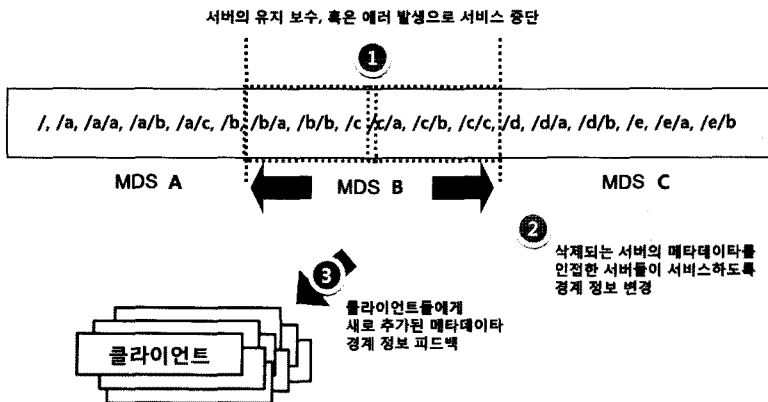 서버의 유지 보수, 혹은 에러 발생으로 서비스 중단
1
/, /a, /a/a, /a/b, /a/c, /b, /b/a, /b/b, /c /c/a, /c/b, /c/c, /d, /d/a, /d/b, /e, /e/a, /e/b
MDS A
MDS B
MDS C
2
삭제되는 서버의 메타데이타를
인접한 서버들이 서비스하도록
경계 정보 변경
3
클라이언트들에게
새로 추가된 메타데이타
경계 정보 피드백
클라이언트